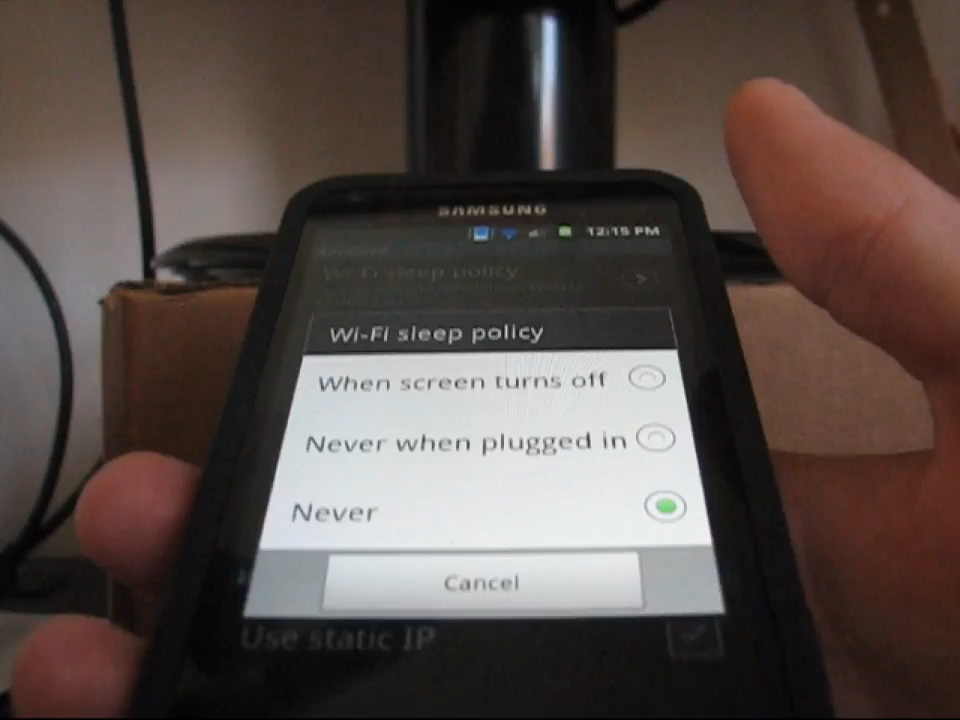 SAMSUNG
12:15 PM
Wi-Fi sleep policy
Wi-Fi sleep policy
When screen turns off
Never when plugged in
Never
Cancel
Use static IP